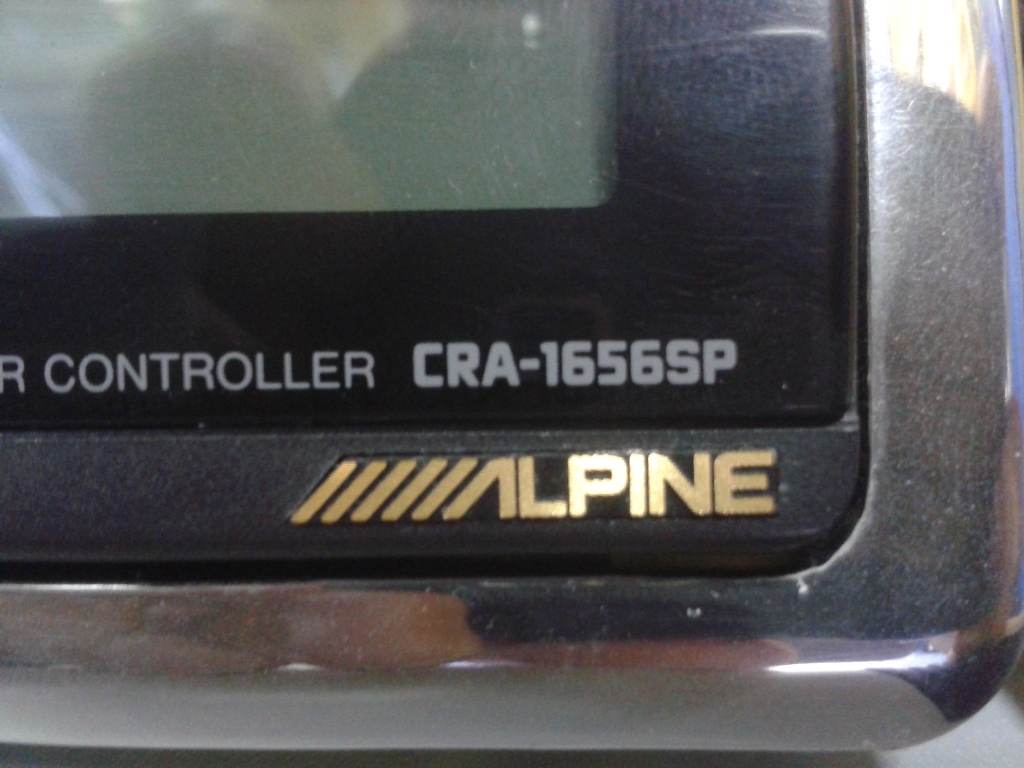 R CONTROLLER CRA-1656SP
ALPINE